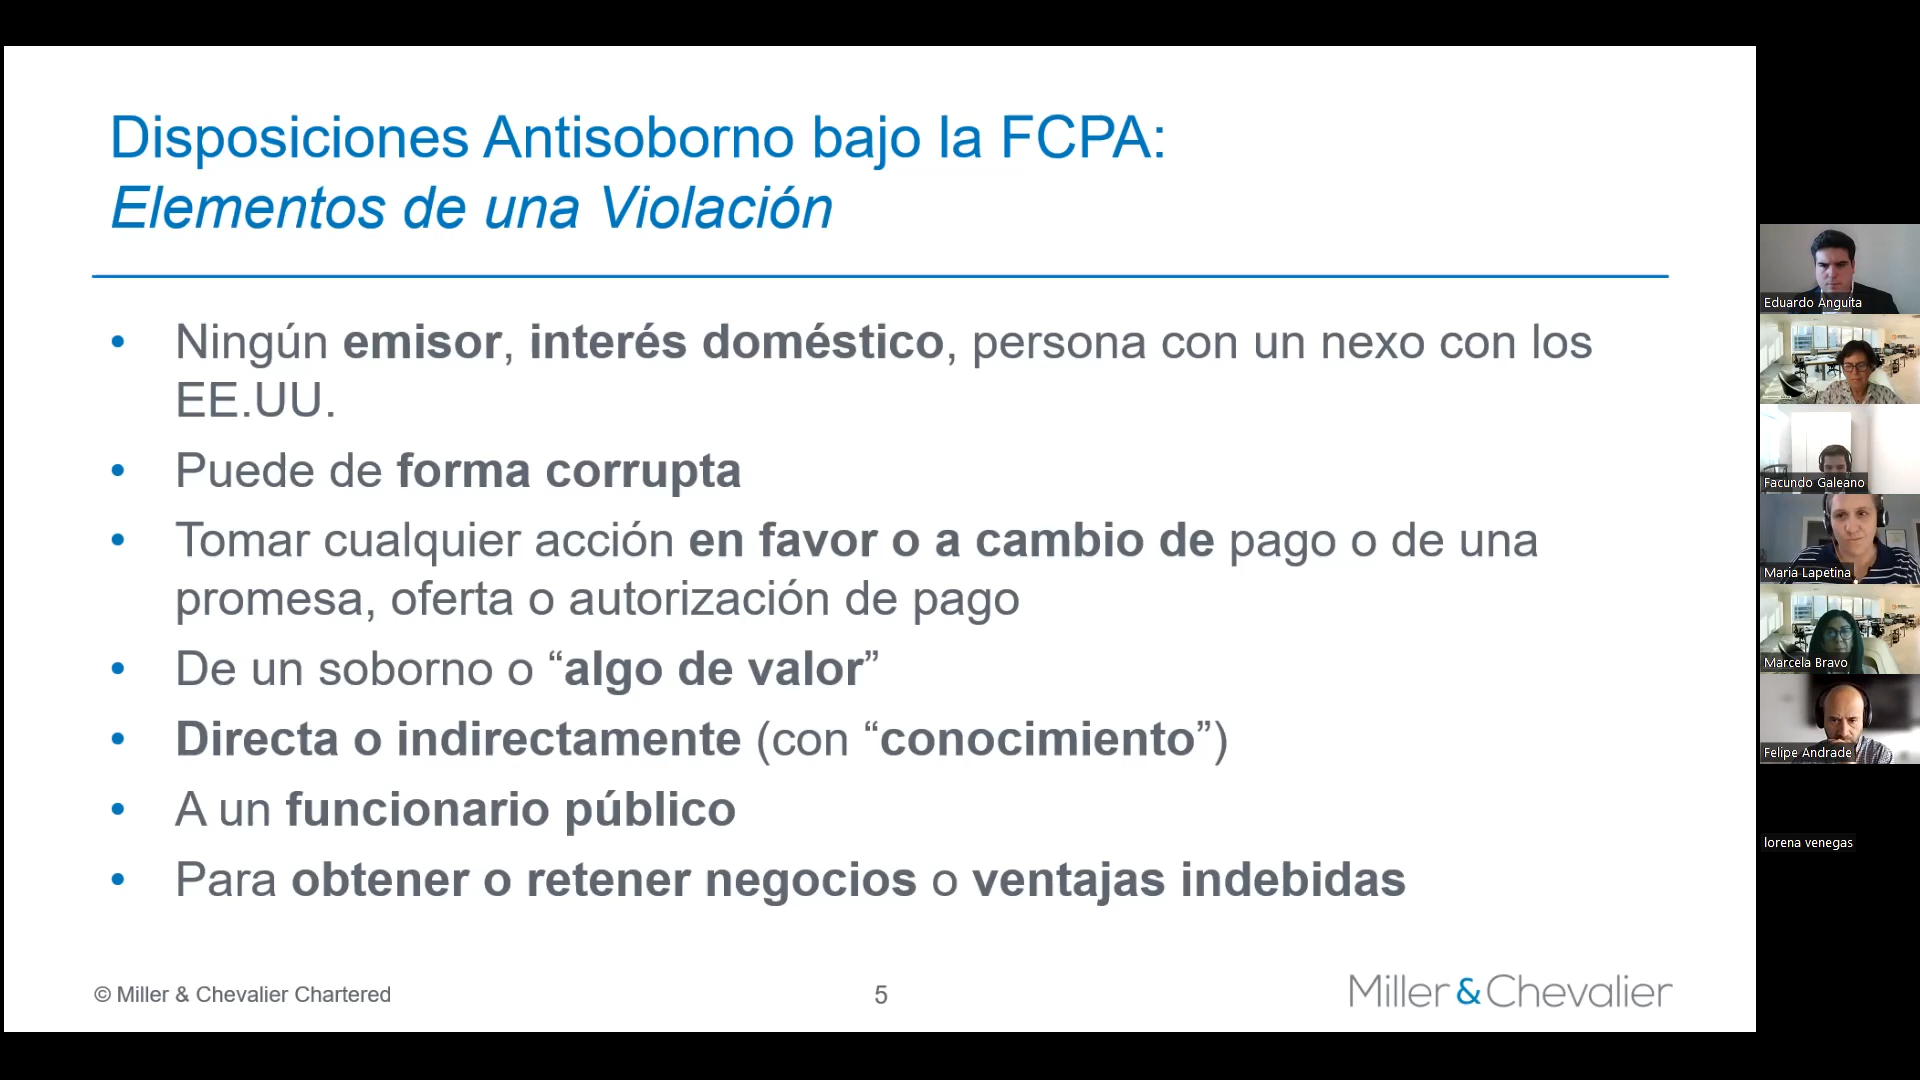 Disposiciones Antisoborno bajo la FCPA:
Elementos de una Violación
• Ningún emisor, interés doméstico, persona con un nexo con los
EE.UU.
• Puede de forma corrupta
• Tomar cualquier acción en favor o a cambio de pago o de una
promesa, oferta o autorización de pago
• De un soborno o “algo de valor”
• Directa o indirectamente (con “conocimiento”)
• A un funcionario público
• Para obtener o retener negocios o ventajas indebidas
© Miller & Chevalier Chartered
5
Miller & Chevalier
Eduardo Anguita
Facundo Galeano
Maria Lapetina
Marcela Bravo
Felipe Andrade
lorena venegas